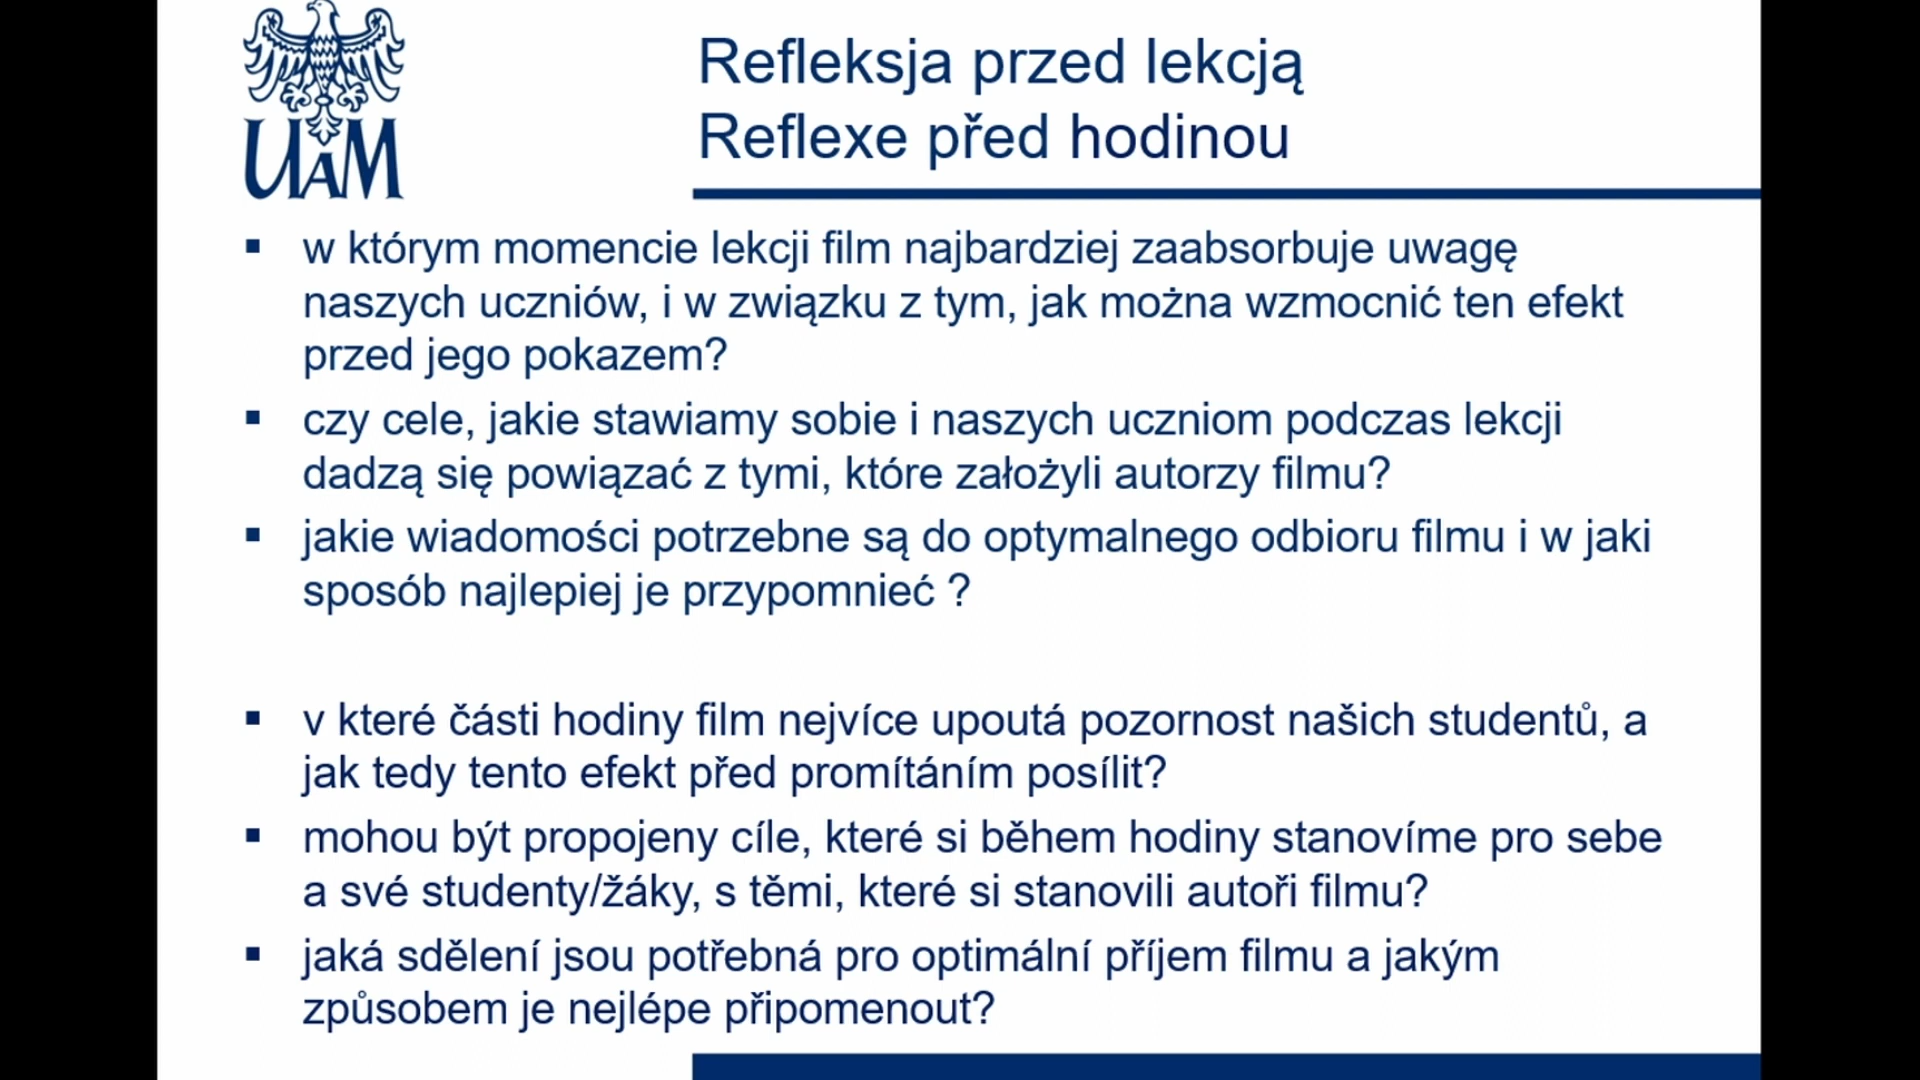 UAM
Refleksja przed lekcją
Reflexe před hodinou
▪ w którym momencie lekcji film najbardziej zaabsorbuje uwagę
naszych uczniów, i w związku z tym, jak można wzmocnić ten efekt
przed jego pokazem?
▪ czy cele, jakie stawiamy sobie i naszych uczniom podczas lekcji
dadzą się powiązać z tymi, które założyli autorzy filmu?
▪ jakie wiadomości potrzebne są do optymalnego odbioru filmu i w jaki
sposób najlepiej je przypomnieć ?
▪ v které části hodiny film nejvíce upoutá pozornost našich studentů, a
jak tedy tento efekt před promítáním posílit?
▪ mohou být propojeny cíle, které si během hodiny stanovíme pro sebe
a své studenty/žáky, s těmi, které si stanovili autoři filmu?
▪ jaká sdělení jsou potřebná pro optimální příjem filmu a jakým
způsobem je nejlépe připomenout?